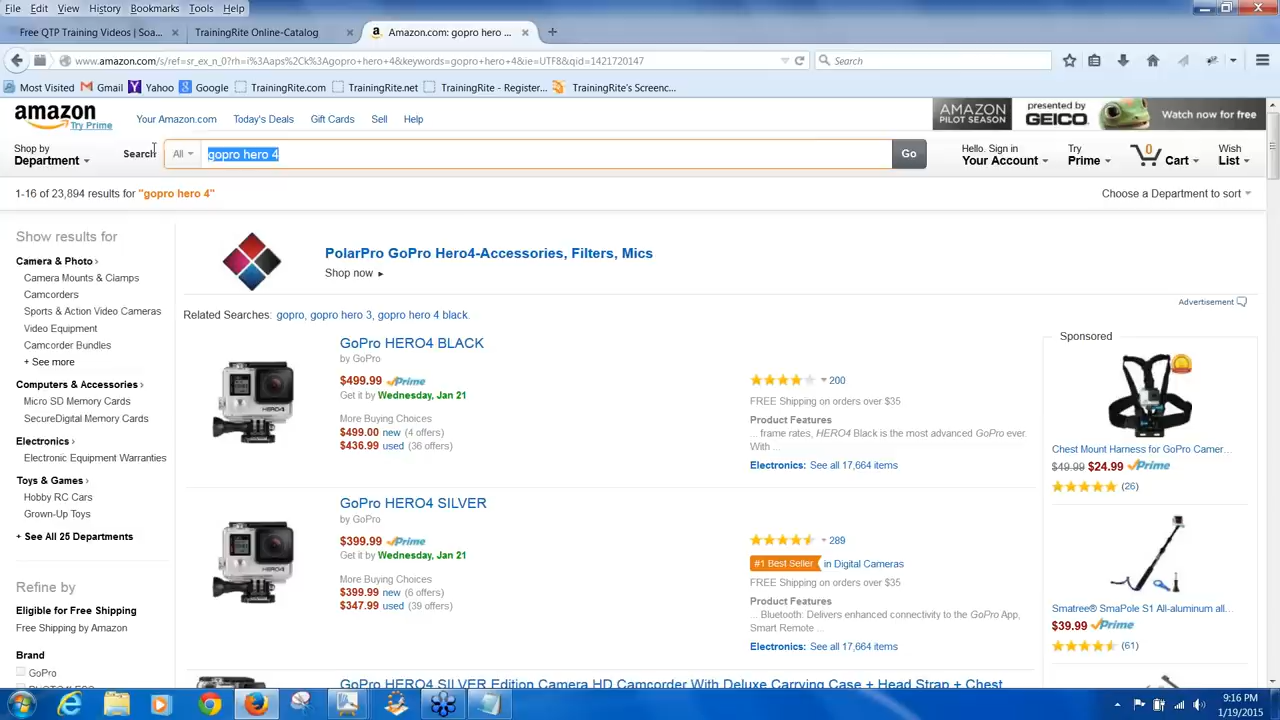 File Edit View History Bookmarks Tools Help
Free QTP Training Videos | Soa...
TrainingRite Online-Catalog
Amazon.com: gopro hero ...
www.amazon.com/s/ref=sr_ex_n_0?rh=i%3Aaps%2Ck%3Agopro+hero+4&keywords=gopro+hero+4&ie=UTF8&qid=1421720147
Search
Most Visited Gmail Yahoo Google TrainingRite.com TrainingRite.net TrainingRite - Register... TrainingRite's Screenc...
amazon
Try Prime
Your Amazon.com Today's Deals Gift Cards Sell Help
AMAZON PILOT SEASON presented by GEICO Watch now for free
Shop by
Department
Search
All
gopro hero 4
Go
Hello. Sign in
Your Account
Try
Prime
0
Cart
Wish
List
1-16 of 23,894 results for "gopro hero 4"
Choose a Department to sort
Show results for
Camera & Photo
Camera Mounts & Clamps
Camcorders
Sports & Action Video Cameras
Video Equipment
Camcorder Bundles
+ See more
Computers & Accessories
Micro SD Memory Cards
SecureDigital Memory Cards
Electronics
Electronic Equipment Warranties
Toys & Games
Hobby RC Cars
Grown-Up Toys
+ See All 25 Departments
Refine by
Eligible for Free Shipping
Free Shipping by Amazon
Brand
GoPro
PolarPro GoPro Hero4-Accessories, Filters, Mics
Shop now
Advertisement
Related Searches: gopro, gopro hero 3, gopro hero 4 black.
GoPro HERO4 BLACK
by GoPro
$499.99 Prime
Get it by Wednesday, Jan 21
More Buying Choices
$499.00 new (4 offers)
$436.99 used (36 offers)
200
FREE Shipping on orders over $35
Product Features
... frame rates, HERO4 Black is the most advanced GoPro ever.
With ...
Electronics: See all 17,664 items
GoPro HERO4 SILVER
by GoPro
$399.99 Prime
Get it by Wednesday, Jan 21
More Buying Choices
$399.99 new (6 offers)
$347.99 used (39 offers)
289
#1 Best Seller in Digital Cameras
FREE Shipping on orders over $35
Product Features
... Bluetooth: Delivers enhanced connectivity to the GoPro App,
Smart Remote ...
Electronics: See all 17,664 items
GoPro HERO4 SILVER Edition Camera HD Camcorder With Deluxe Carrying Case + Head Strap + Chest
Sponsored
Chest Mount Harness for GoPro Camer...
$49.99 $24.99 Prime
(26)
Smatree® SmaPole S1 All-aluminum all...
$39.99 Prime
(61)
9:16 PM
1/19/2015